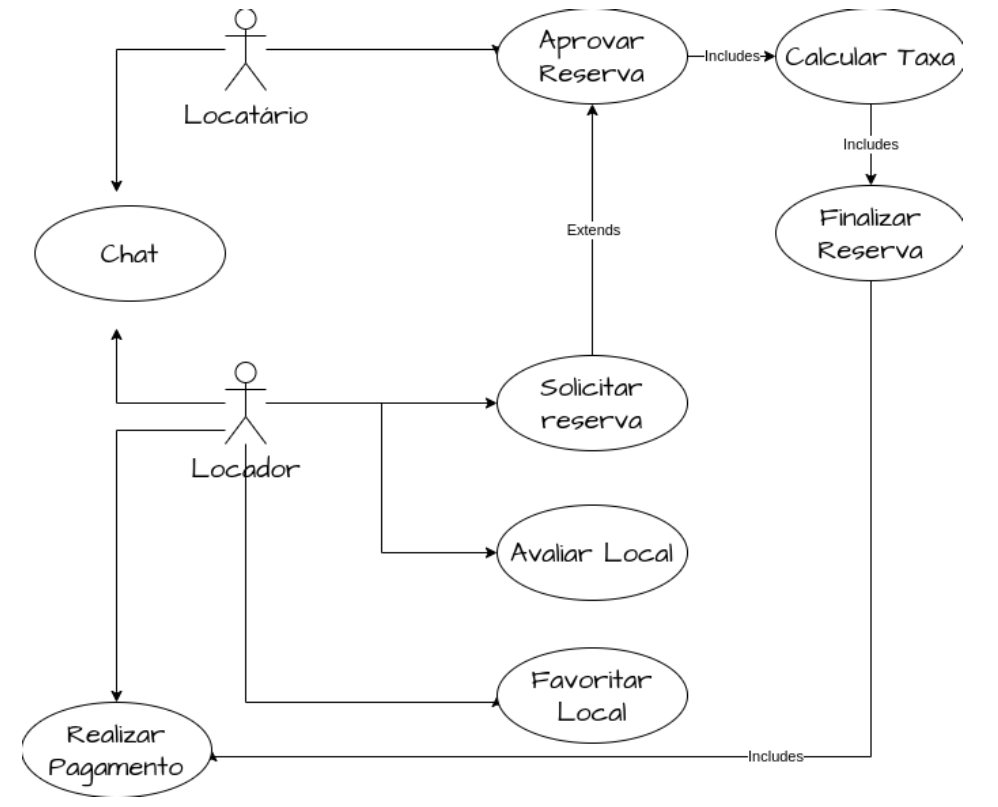 Aprovar
Reserva
Includes
Calcular Taxa
Locatário
Includes
Finalizar
Reserva
Chat
Extends
Solicitar
reserva
Locador
Avaliar Local
Favoritar
Local
Realizar
Pagamento
Includes